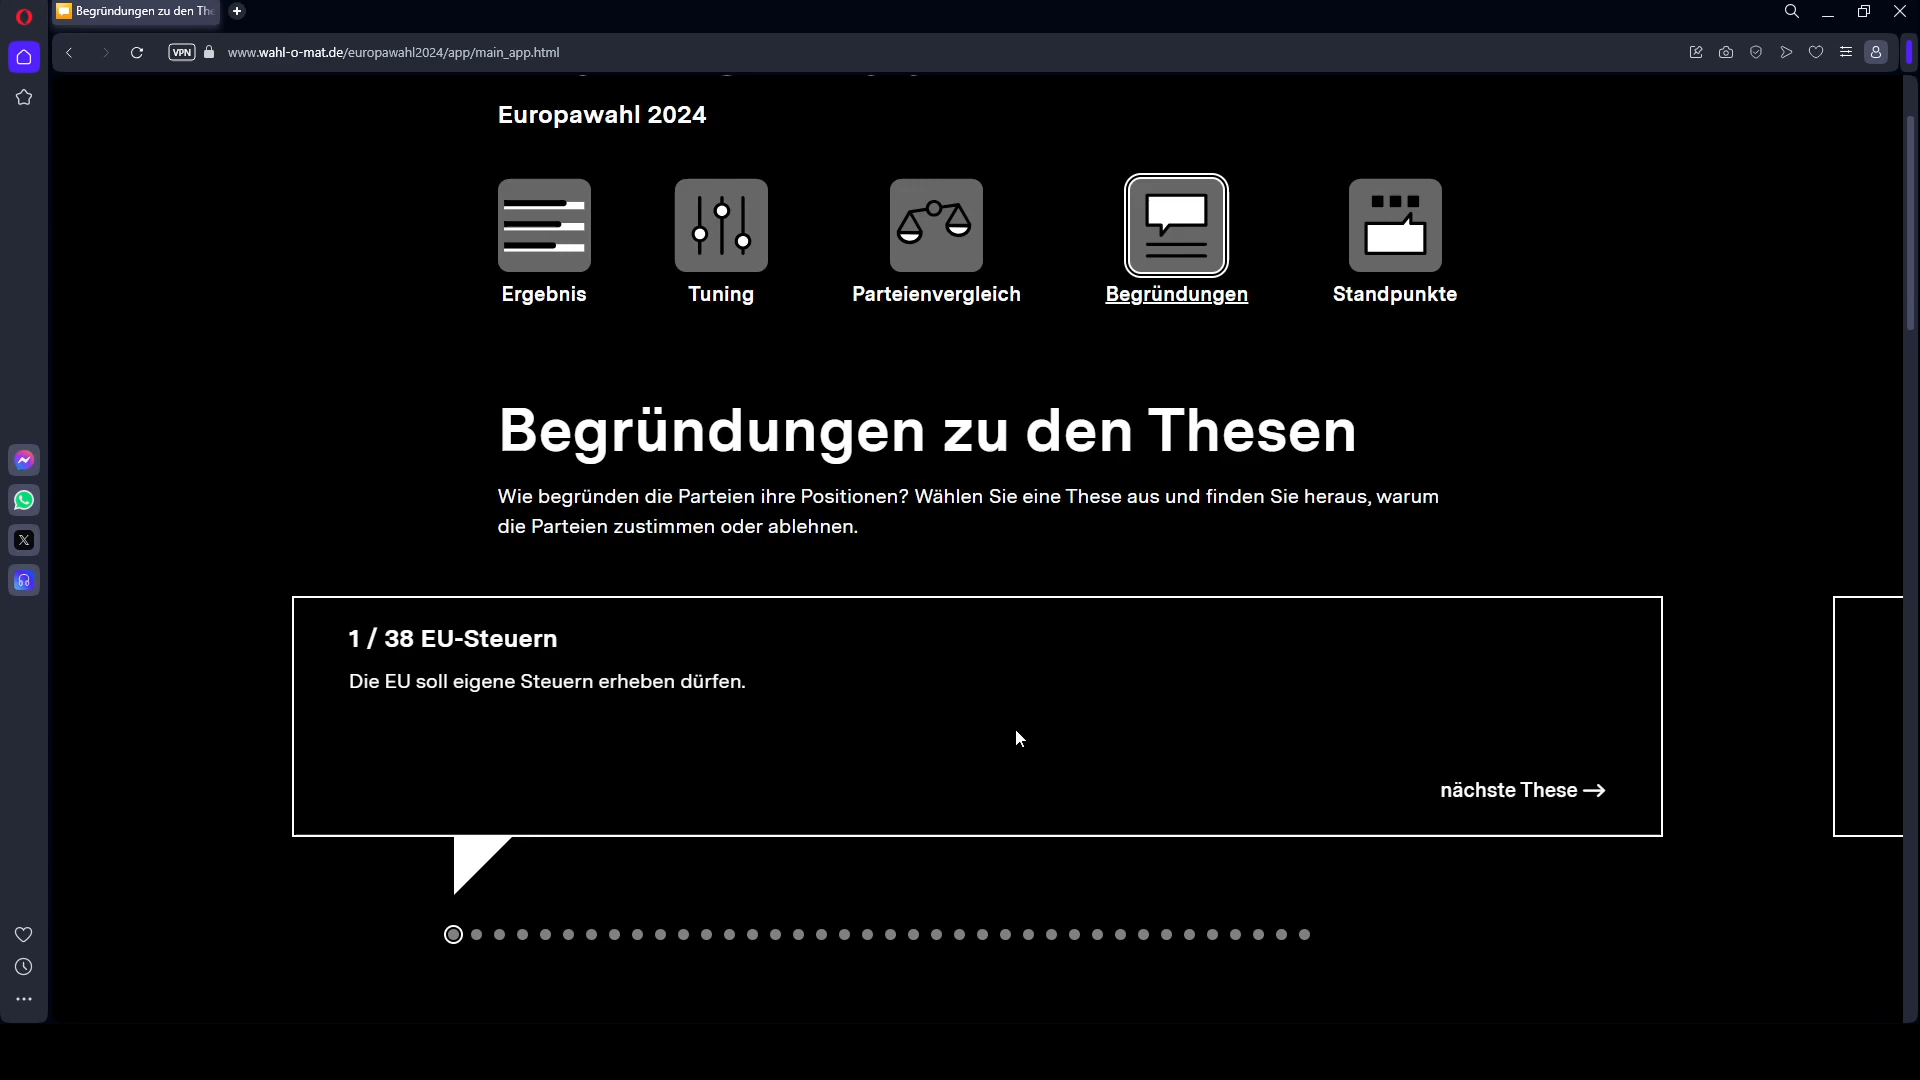 Begründungen zu den Th
VPN
www.wahl-o-mat.de/europawahl2024/app/main_app.html
Europawahl 2024
Ergebnis
Tuning
Parteienvergleich
Begründungen
Standpunkte
Begründungen zu den Thesen
Wie begründen die Parteien ihre Positionen? Wählen Sie eine These aus und finden Sie heraus, warum
die Parteien zustimmen oder ablehnen.
1 / 38 EU-Steuern
Die EU soll eigene Steuern erheben dürfen.
nächste These →